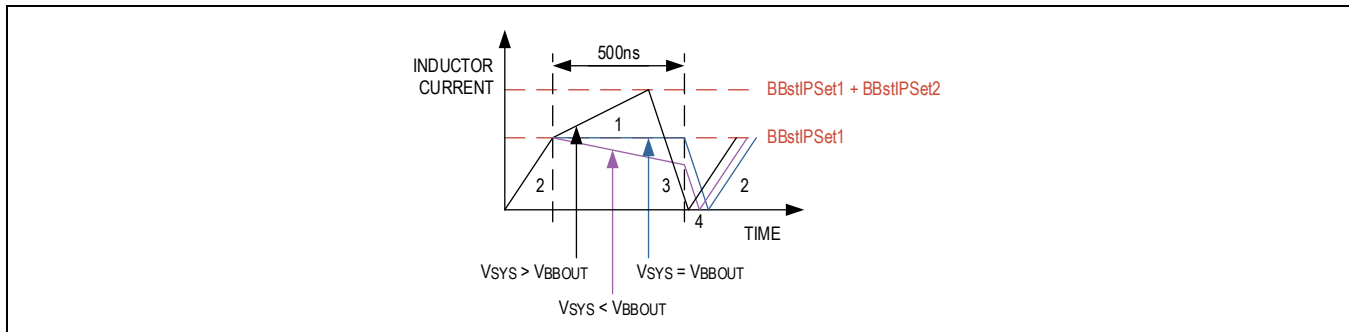 500ns
INDUCTOR
CURRENT
BBstIPSet1 + BBstIPSet2
1
BBstIPSet1
2
3
2
4
TIME
VSYS > VBBOUT
VSYS = VBBOUT
VSYS < VBBOUT